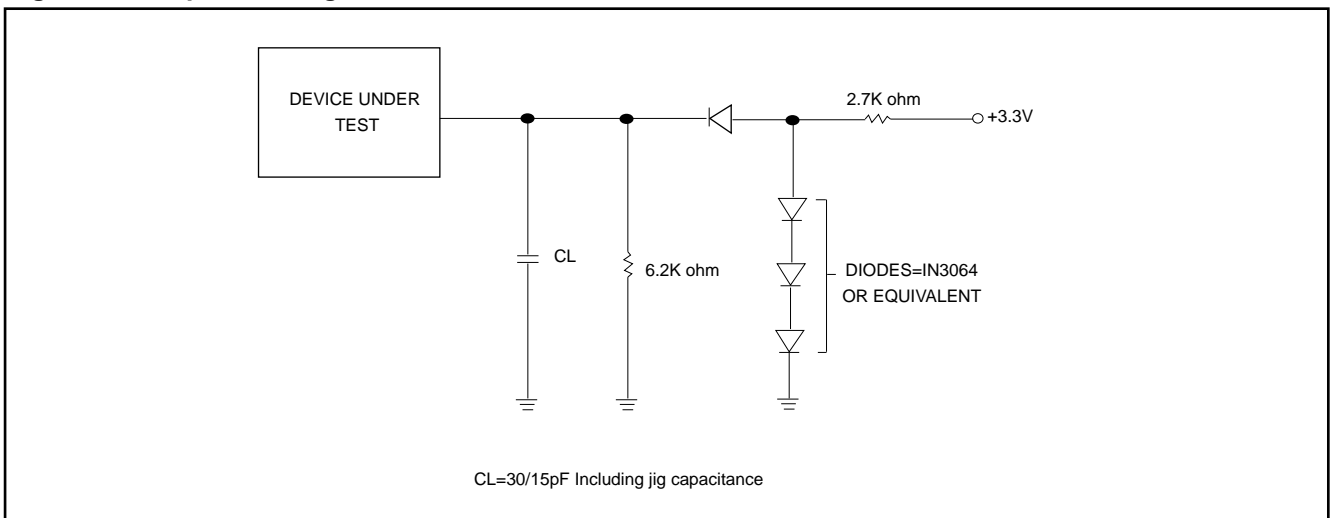 DEVICE UNDER
TEST
2.7K ohm
+3.3V
CL
6.2K ohm
DIODES=IN3064
OR EQUIVALENT
CL=30/15pF Including jig capacitance